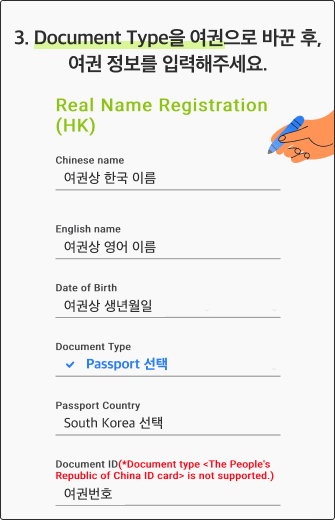 3. Document Type을 여권으로 바꾼 후,
여권 정보를 입력해주세요.
Real Name Registration
(HK)
Chinese name
여권상 한국 이름
English name
여권상 영어 이름
Date of Birth
여권상 생년월일
Document Type
Passport 선택
Passport Country
South Korea 선택
Document ID(*Document type <The People's
Republic of China ID card> is not supported.)
여권번호